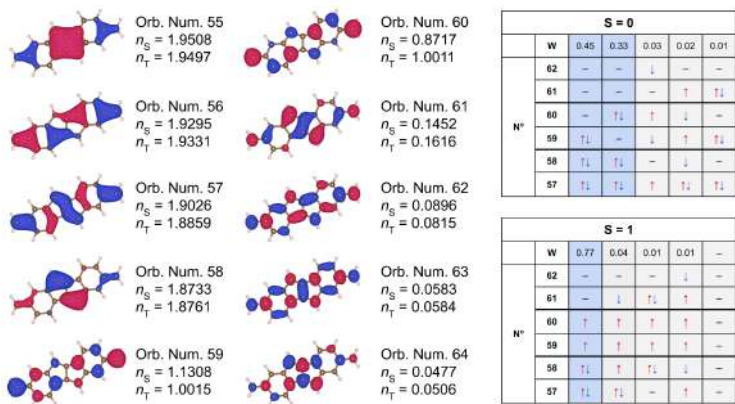 Orb. Num. 55
nS = 1.9508
nT = 1.9497
Orb. Num. 56
nS = 1.9295
nT = 1.9331
Orb. Num. 57
nS = 1.9026
nT = 1.8859
Orb. Num. 58
nS = 1.8733
nT = 1.8761
Orb. Num. 59
nS = 1.1308
nT = 1.0015
Orb. Num. 60
nS = 0.8717
nT = 1.0011
Orb. Num. 61
nS = 0.1452
nT = 0.1616
Orb. Num. 62
nS = 0.0896
nT = 0.0815
Orb. Num. 63
nS = 0.0583
nT = 0.0584
Orb. Num. 64
nS = 0.0477
nT = 0.0506
S = 0
W 0.45 0.33 0.03 0.02 0.01
62 – – ↓ – –
61 – – – ↑ ↑↓
N° 60 – ↑↓ ↑ ↓ –
59 ↑↓ – ↓ ↑ ↑↓
58 ↑↓ ↑↓ – ↓ –
57 ↑↓ ↑↓ ↑ ↑↓ ↑↓
S = 1
W 0.77 0.04 0.01 0.01 –
62 – – – ↓ –
61 – ↓ ↑↓ ↑ –
N° 60 ↑ ↑ ↑ ↑ –
59 ↑ ↑ ↑ ↑ –
58 ↑↓ ↑ ↑↓ ↓ –
57 ↑↓ ↑↓ – ↑ –